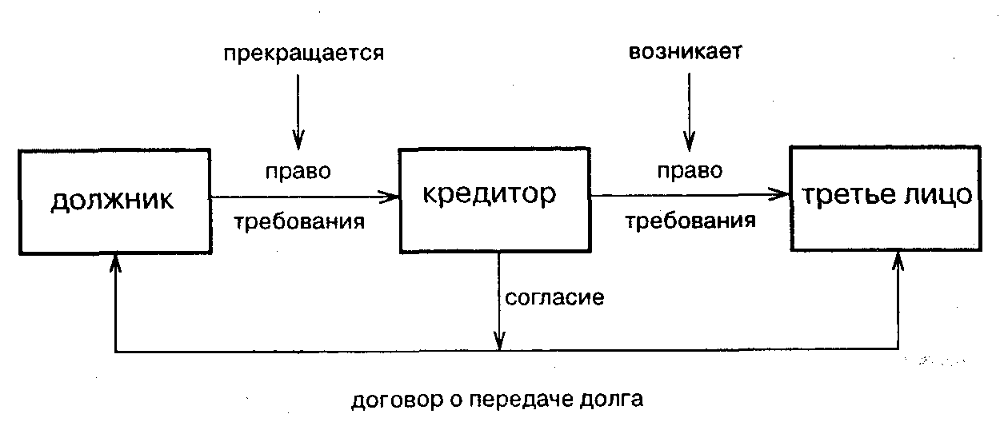 прекращается
возникает
право
право
должник
кредитор
третье лицо
требования
требования
согласие
договор о передаче долга